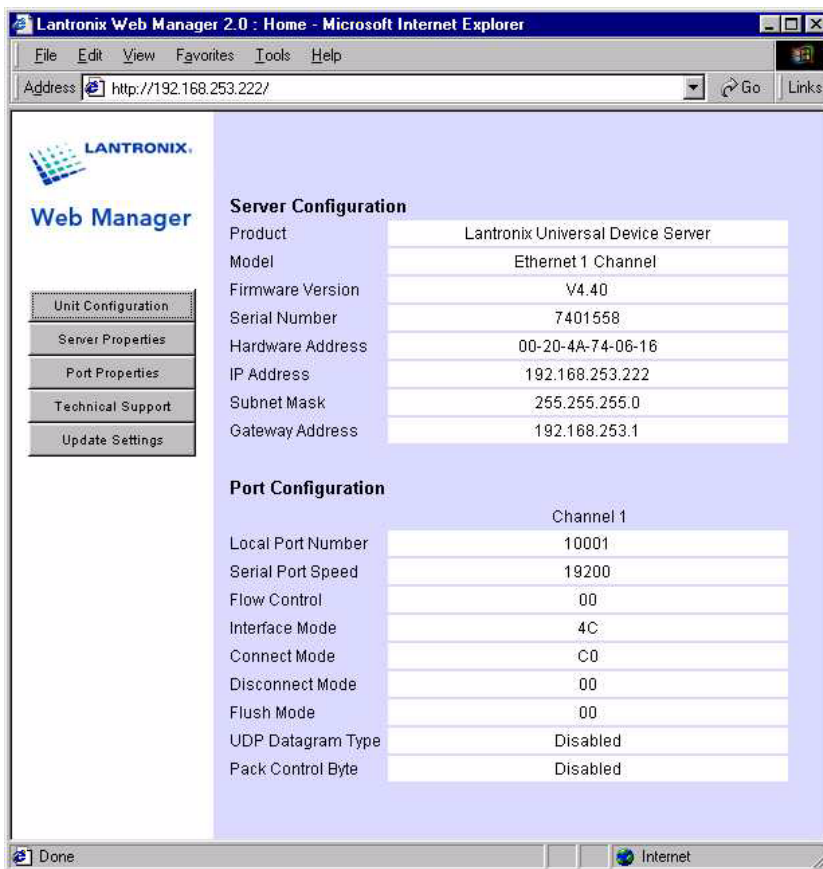 Lantronix Web Manager 2.0 : Home - Microsoft Internet Explorer
File Edit View Favorites Tools Help
Address http://192.168.253.222/ Go Links
LANTRONIX.
Web Manager
Unit Configuration
Server Properties
Port Properties
Technical Support
Update Settings
Server Configuration
Product Lantronix Universal Device Server
Model Ethernet 1 Channel
Firmware Version V4.40
Serial Number 7401558
Hardware Address 00-20-4A-74-06-16
IP Address 192.168.253.222
Subnet Mask 255.255.255.0
Gateway Address 192.168.253.1
Port Configuration
Channel 1
Local Port Number 10001
Serial Port Speed 19200
Flow Control 00
Interface Mode 4C
Connect Mode C0
Disconnect Mode 00
Flush Mode 00
UDP Datagram Type Disabled
Pack Control Byte Disabled
Done Internet